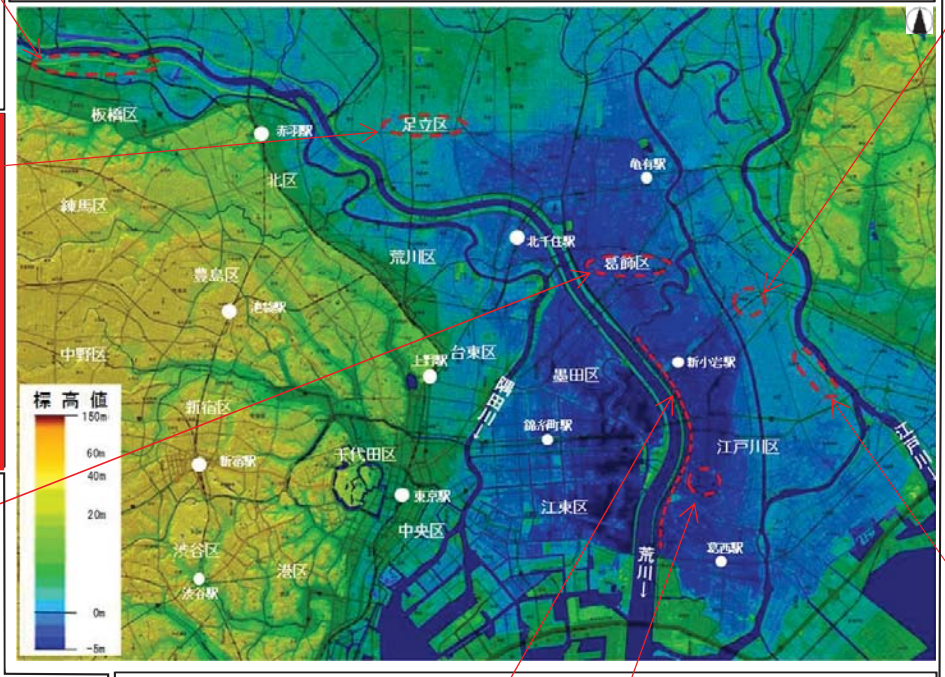 板橋区
赤羽駅
足立区
北区
亀有駅
練馬区
北千住駅
荒川区
葛飾区
豊島区
池袋駅
中野区
上野駅
台東区
隅田川→
墨田区
新小岩駅
標高値
160m
60m
40m
20m
0m
-5m
新宿区
新宿駅
千代田区
錦糸町駅
江戸川区
江戸川→
東京駅
中央区
江東区
渋谷区
渋谷駅
港区
荒川→
葛西駅